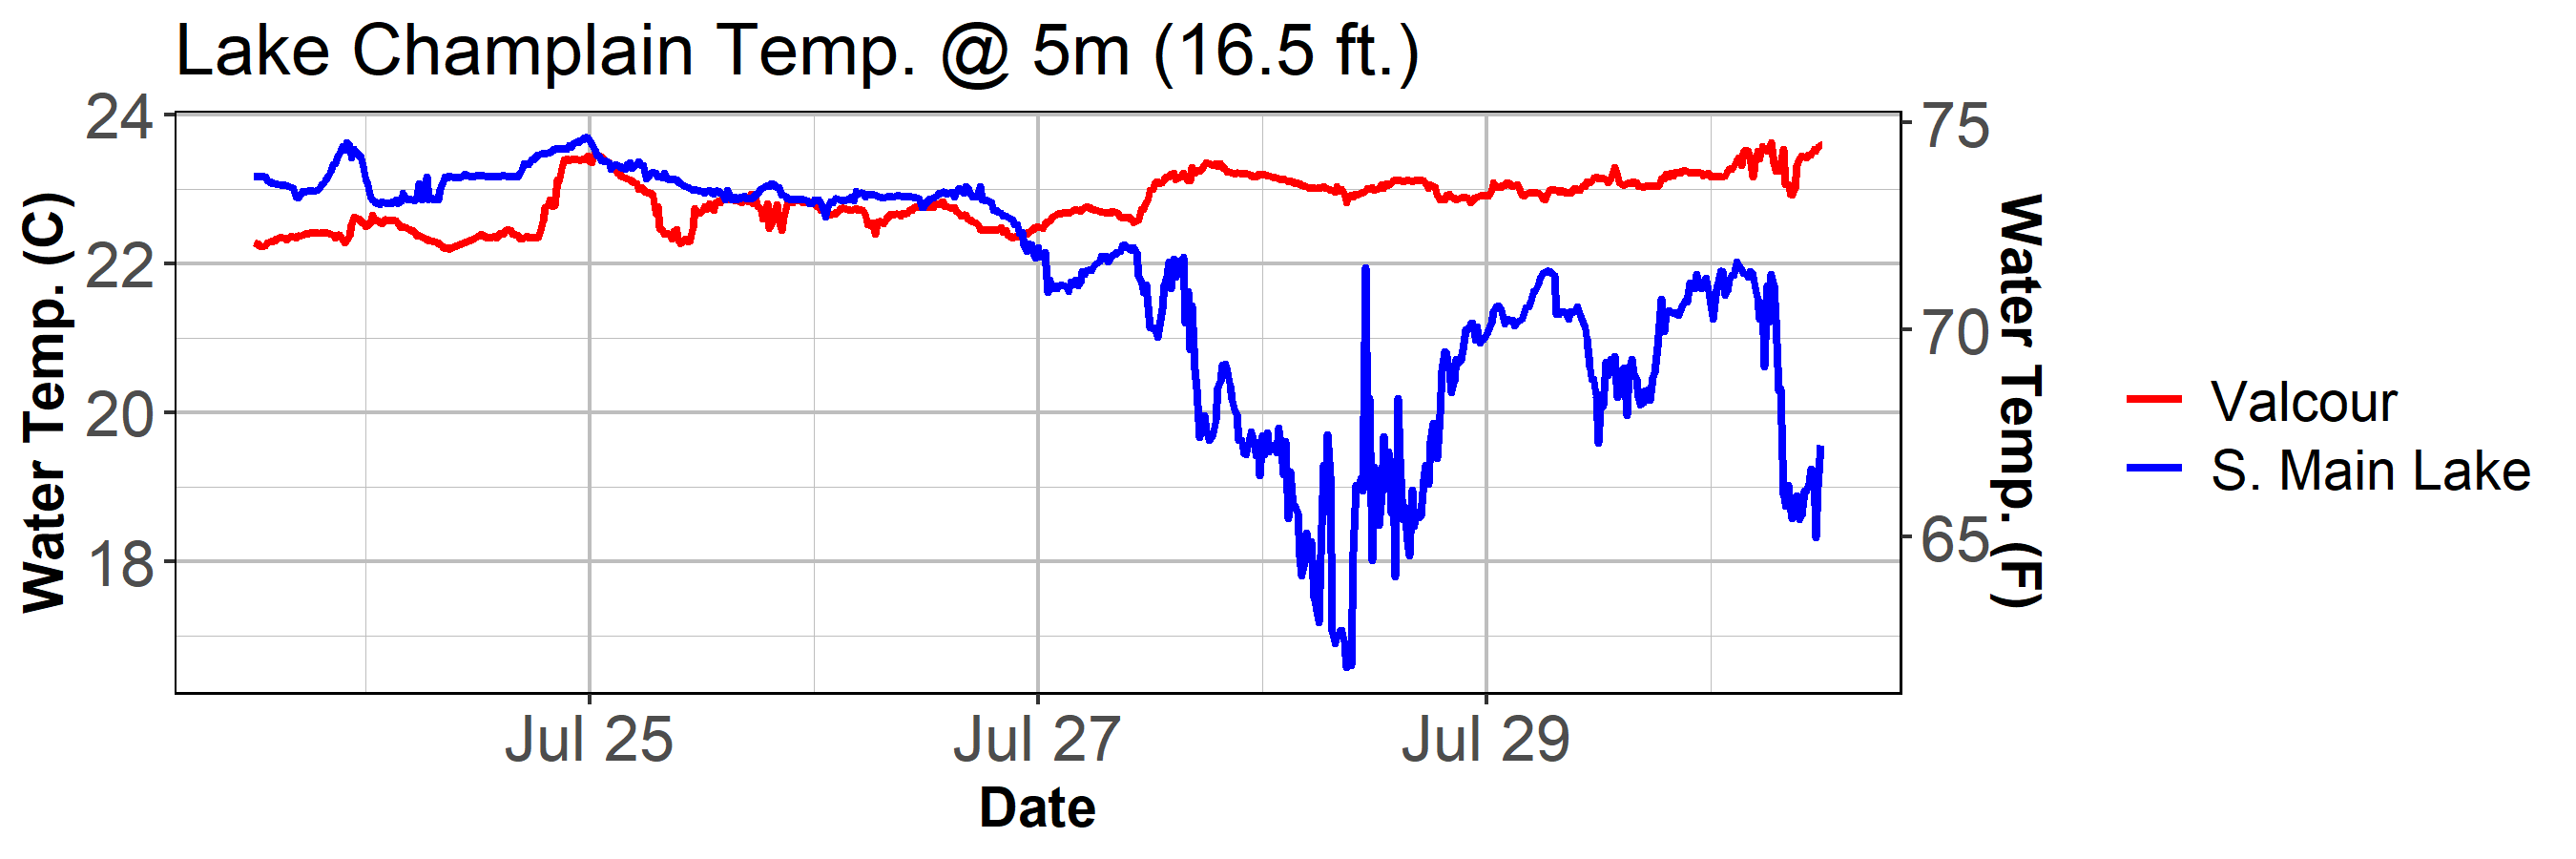 Lake Champlain Temp. @ 5m (16.5 ft.)
Water Temp. (C)
24
22
20
18
75
70
65
Water Temp. (F)
Jul 25
Jul 27
Jul 29
Date
Valcour
S. Main Lake